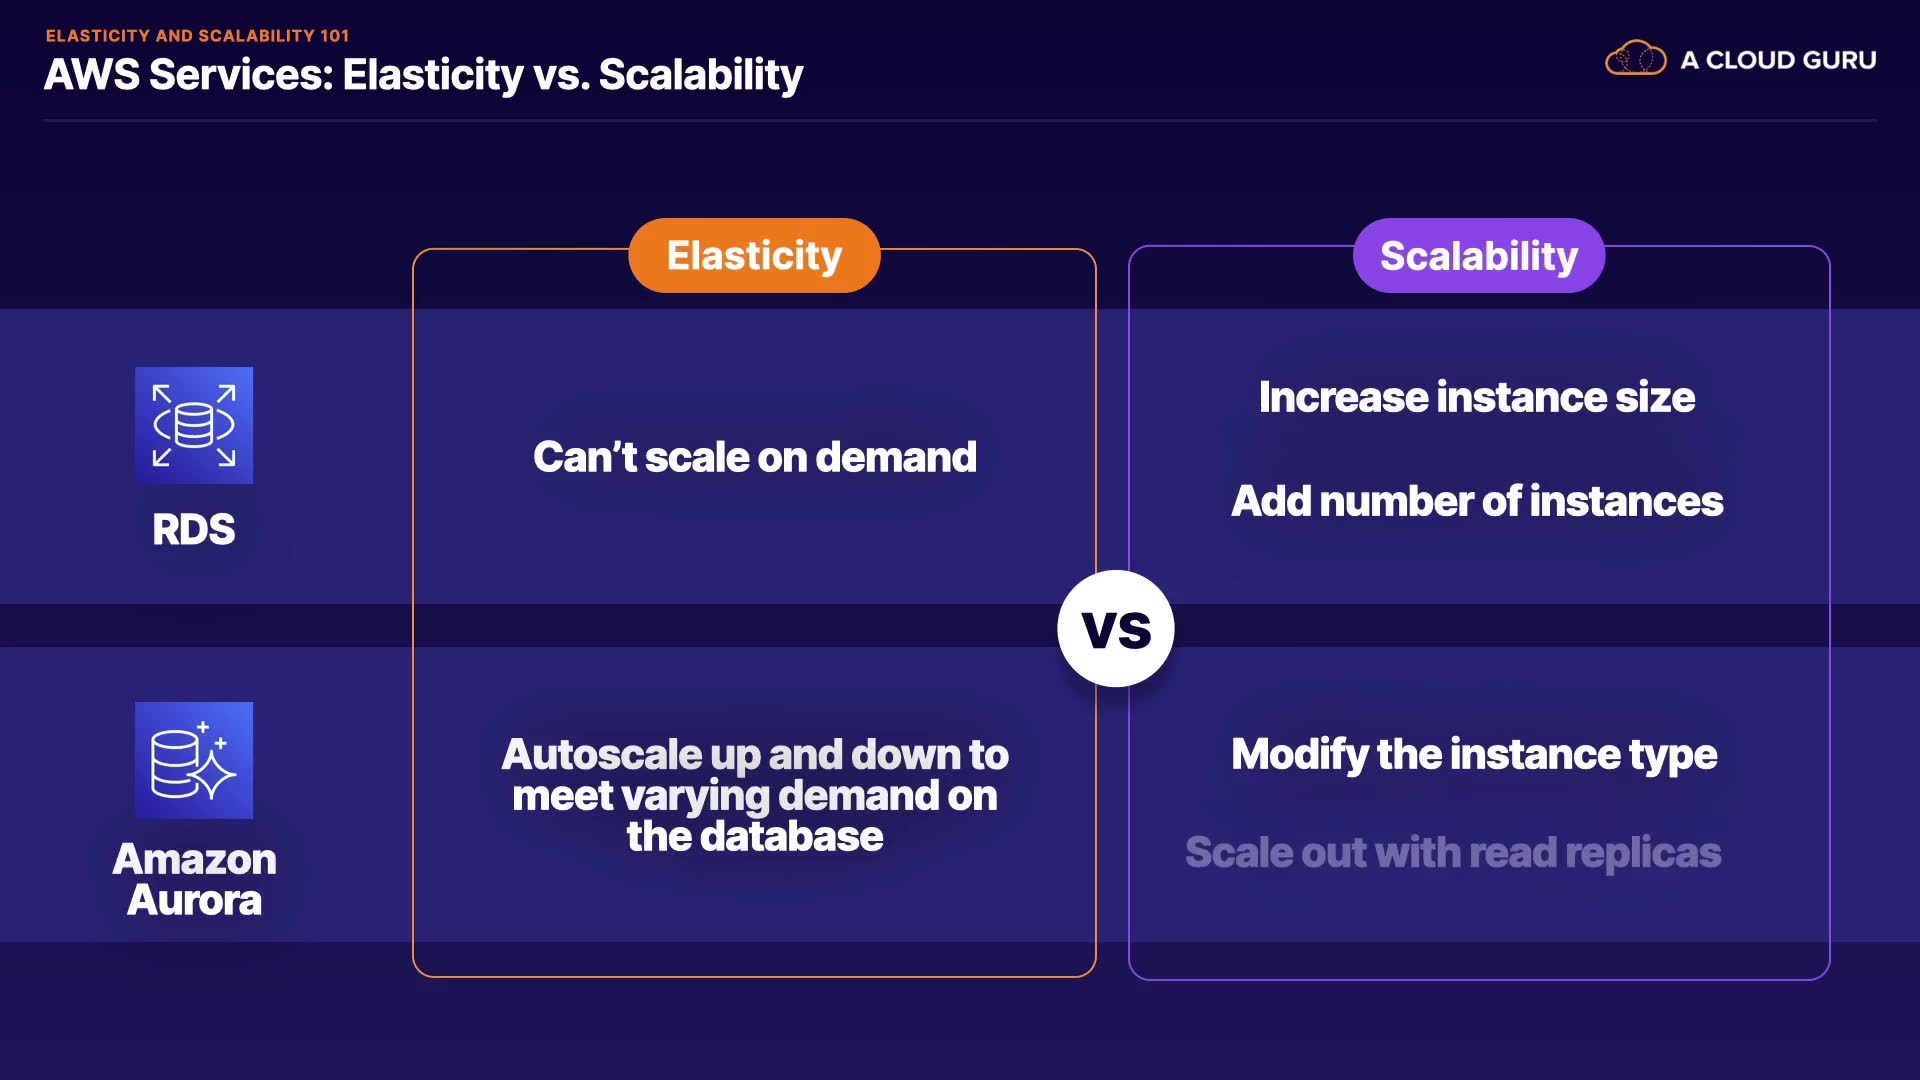 ELASTICITY AND SCALABILITY 101
AWS Services: Elasticity vs. Scalability
A CLOUD GURU
Elasticity
Scalability
RDS
Can’t scale on demand
Increase instance size
Add number of instances
VS
Amazon
Aurora
Autoscale up and down to
meet varying demand on
the database
Modify the instance type
Scale out with read replicas